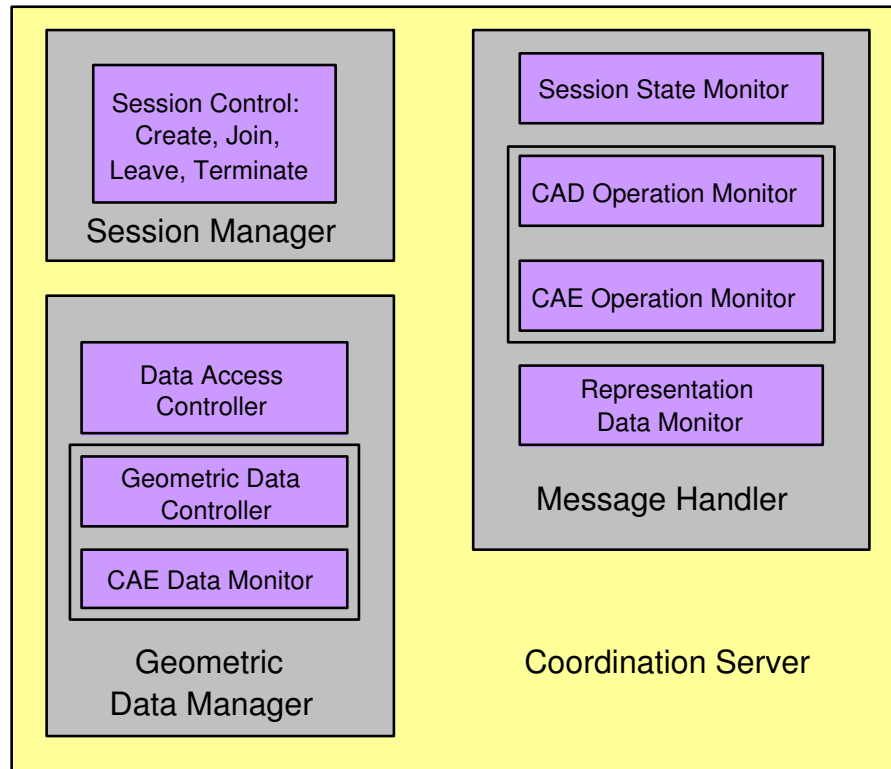 Session Control:
Create, Join,
Leave, Terminate
Session Manager
Data Access
Controller
Geometric Data
Controller
CAE Data Monitor
Geometric
Data Manager
Session State Monitor
CAD Operation Monitor
CAE Operation Monitor
Representation
Data Monitor
Message Handler
Coordination Server